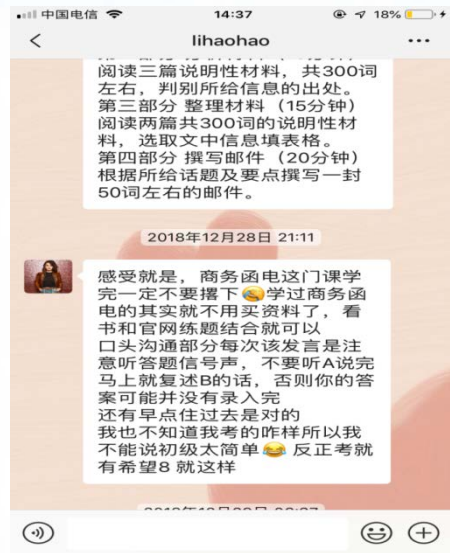 中国电信
14:37
18%
lihaohao
阅读三篇说明性材料，共300词
左右，判别所给信息的出处。
第三部分 整理材料（15分钟）
阅读两篇共300词的说明性材
料，选取文中信息填表格。
第四部分 撰写邮件（20分钟）
根据所给话题及要点撰写一封
50词左右的邮件。
2018年12月28日 21:11
感受就是，商务函电这门课学
完一定不要撂下😂学过商务函
电的其实就不用买资料了，看
书和官网练题结合就可以
口头沟通部分每次该发言是注
意听答题信号声，不要听A说完
马上就复述B的话，否则你的答
案可能并没有录入完
还有早点住过去是对的
我也不知道我考的咋样所以我
不能说初级太简单😂 反正考就
有希望8 就这样